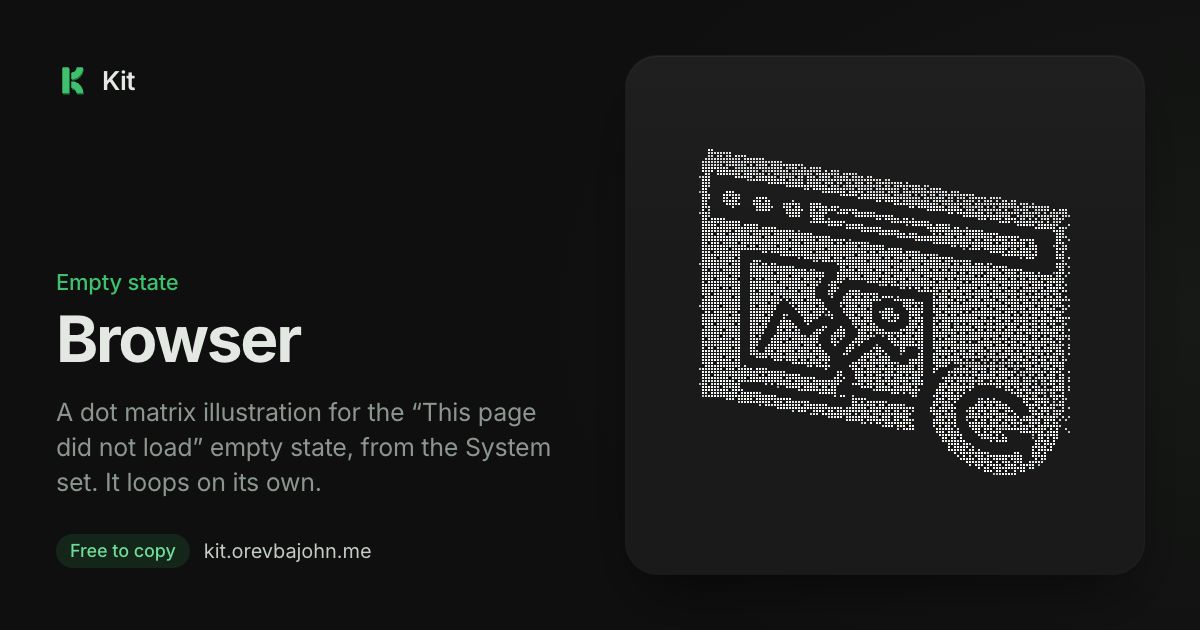 Kit
Empty state
Browser
A dot matrix illustration for the “This page
did not load” empty state, from the System
set. It loops on its own.
Free to copy
kit.orevbajohn.me